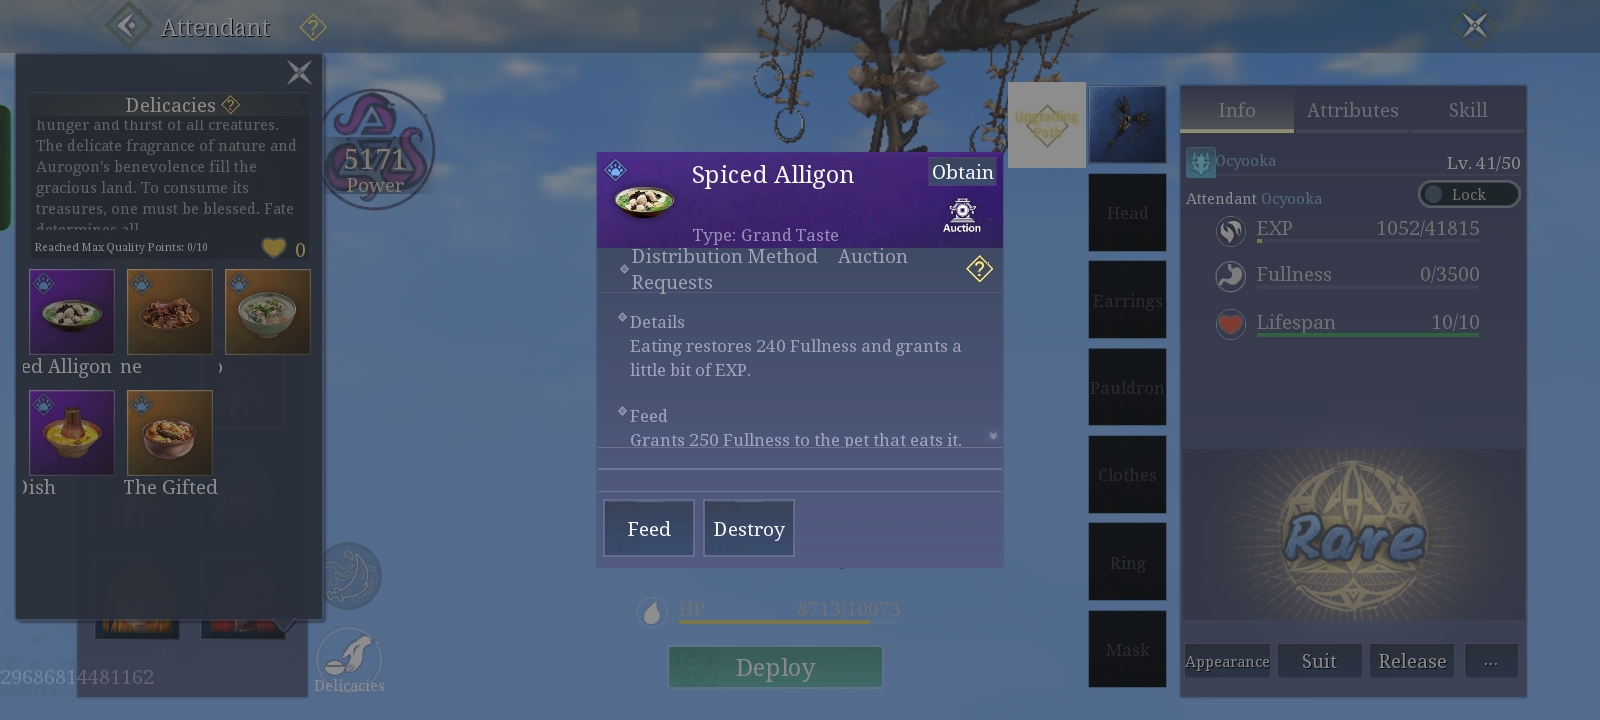 Attendant
Delicacies
hunger and thirst of all creatures.
The delicate fragrance of nature and
Aurogon's benevolence fill the
gracious land. To consume its
treasures, one must be blessed. Fate
determines all
Reached Max Quality Points: 0/10
0
ed Alligon
ne
Dish
The Gifted
5171
Power
29686814481162
Delicacies
Spiced Alligon
Obtain
Type: Grand Taste
Auction
Distribution Method Auction
Requests
Details
Eating restores 240 Fullness and grants a
little bit of EXP.
Feed
Grants 250 Fullness to the pet that eats it.
Feed
Destroy
HP 8713/10073
Deploy
Upgrading
Path
Head
Earrings
Pauldron
Clothes
Ring
Mask
Info
Attributes
Skill
Ocyooka
Lv. 41/50
Attendant Ocyooka
Lock
EXP 1052/41815
Fullness 0/3500
Lifespan 10/10
Rare
Appearance
Suit
Release
...